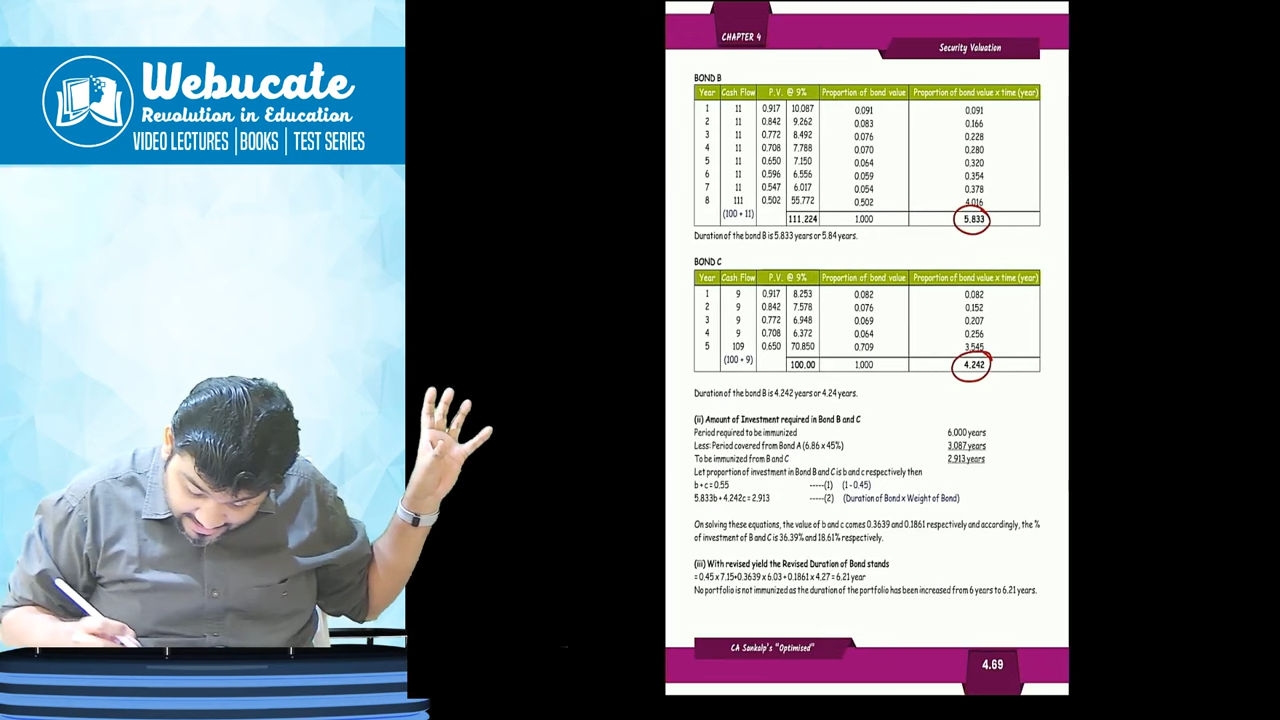 Webucate
Revolution in Education
VIDEO LECTURES | BOOKS | TEST SERIES
CHAPTER 4
Security Valuation
BOND B
Year Cash Flow P.V. @ 9% Proportion of bond value Proportion of bond value x time (year)
1 11 0.917 10.087 0.091 0.091
2 11 0.842 9.262 0.083 0.166
3 11 0.772 8.492 0.076 0.228
4 11 0.708 7.788 0.070 0.280
5 11 0.650 7.150 0.064 0.320
6 11 0.596 6.556 0.059 0.354
7 11 0.547 6.017 0.054 0.378
8 111 0.502 55.772 0.502 4.016
(100 + 11) 111.224 1.000 5.833
Duration of the bond B is 5.833 years or 5.84 years.
BOND C
Year Cash Flow P.V. @ 9% Proportion of bond value Proportion of bond value x time (year)
1 9 0.917 8.253 0.082 0.082
2 9 0.842 7.578 0.076 0.152
3 9 0.772 6.948 0.069 0.207
4 9 0.708 6.372 0.064 0.256
5 109 0.650 70.850 0.709 3.545
(100 + 9) 100.00 1.000 4.242
Duration of the bond B is 4.242 years or 4.24 years.
(ii) Amount of Investment required in Bond B and C
Period required to be immunized 6.000 years
Less: Period covered from Bond A (6.86 x 45%) 3.087 years
To be immunized from B and C 2.913 years
Let proportion of investment in Bond B and C is b and c respectively then
b + c = 0.55 -----(1) (1 - 0.45)
5.833b + 4.242c = 2.913 -----(2) (Duration of Bond x Weight of Bond)
On solving these equations, the value of b and c comes 0.3639 and 0.1861 respectively and accordingly, the %
of investment of B and C is 36.39% and 18.61% respectively.
(iii) With revised yield the Revised Duration of Bond stands
= 0.45 x 7.15+0.3639 x 6.03 + 0.1861 x 4.27 = 6.21 year
No portfolio is not immunized as the duration of the portfolio has been increased from 6 years to 6.21 years.
CA Sankalp's "Optimised"
4.69